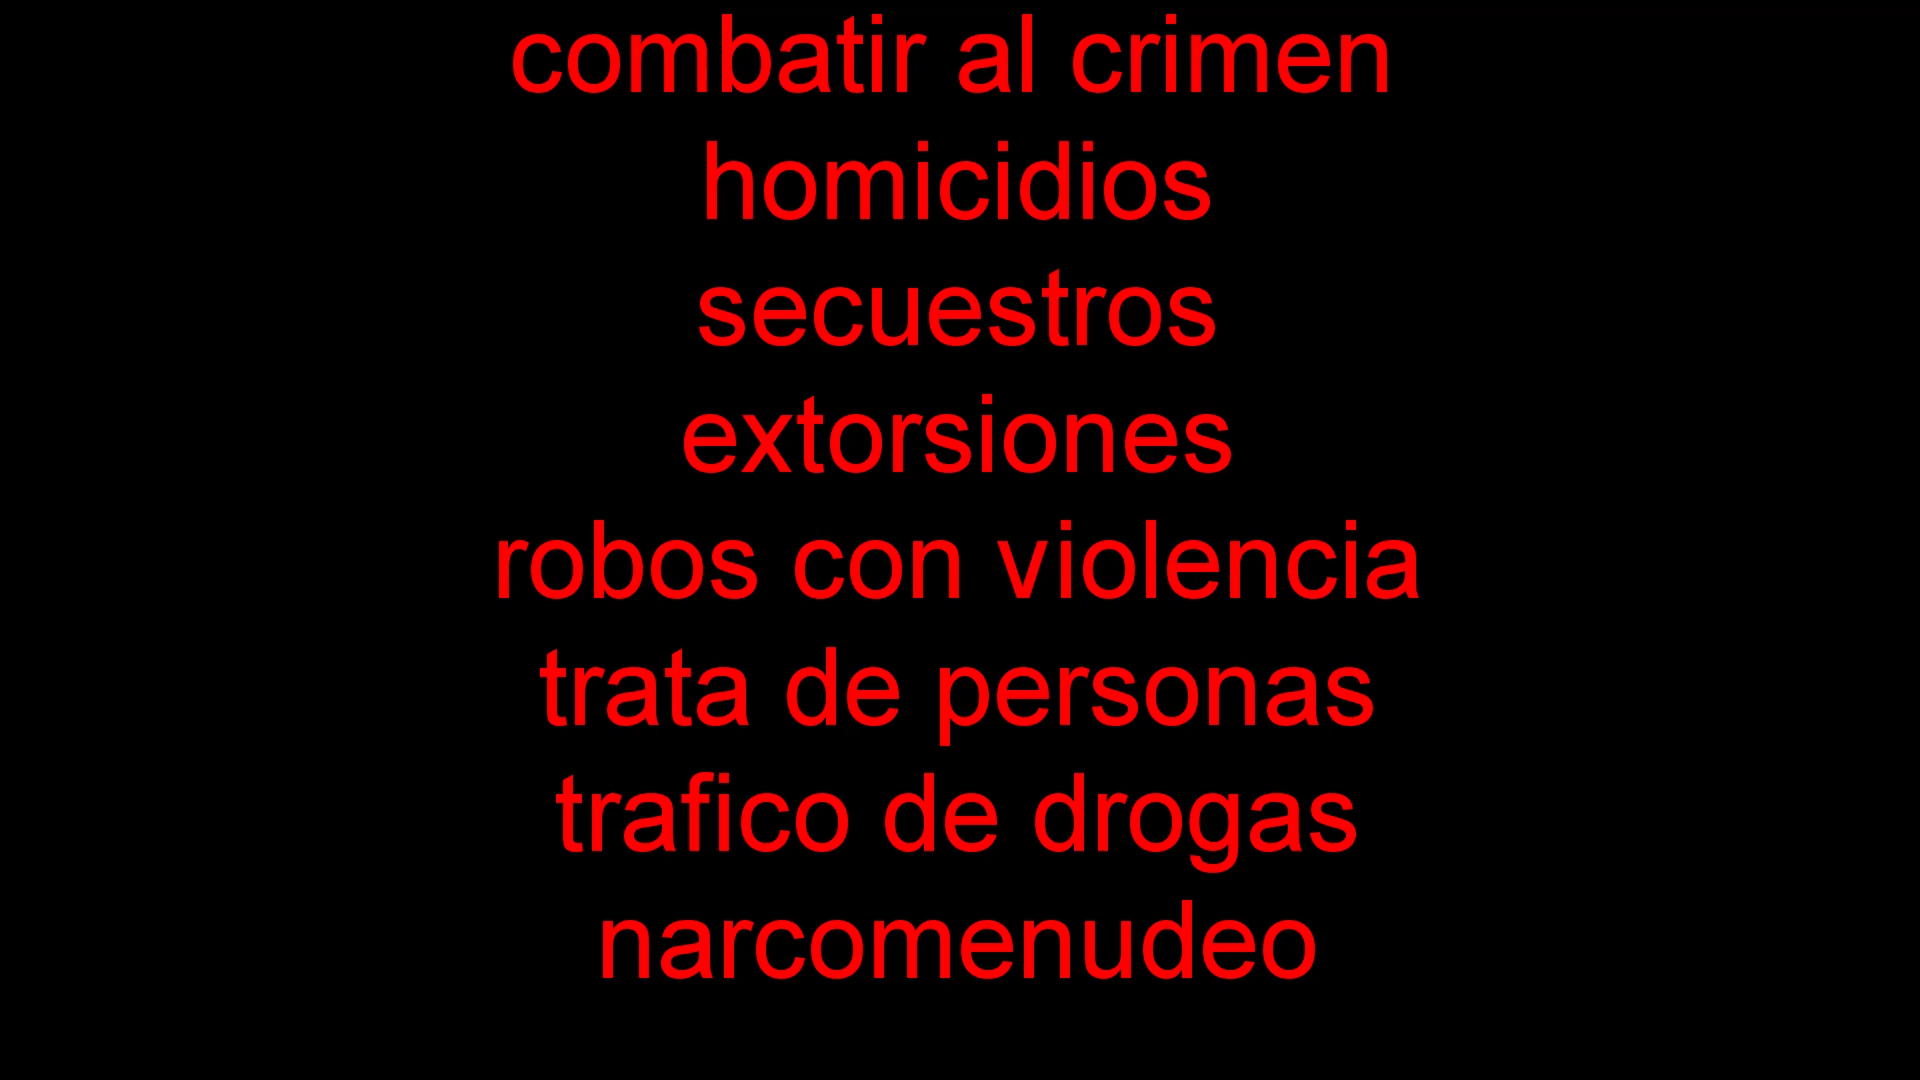 combatir al crimen
homicidios
secuestros
extorsiones
robos con violencia
trata de personas
trafico de drogas
narcomenudeo